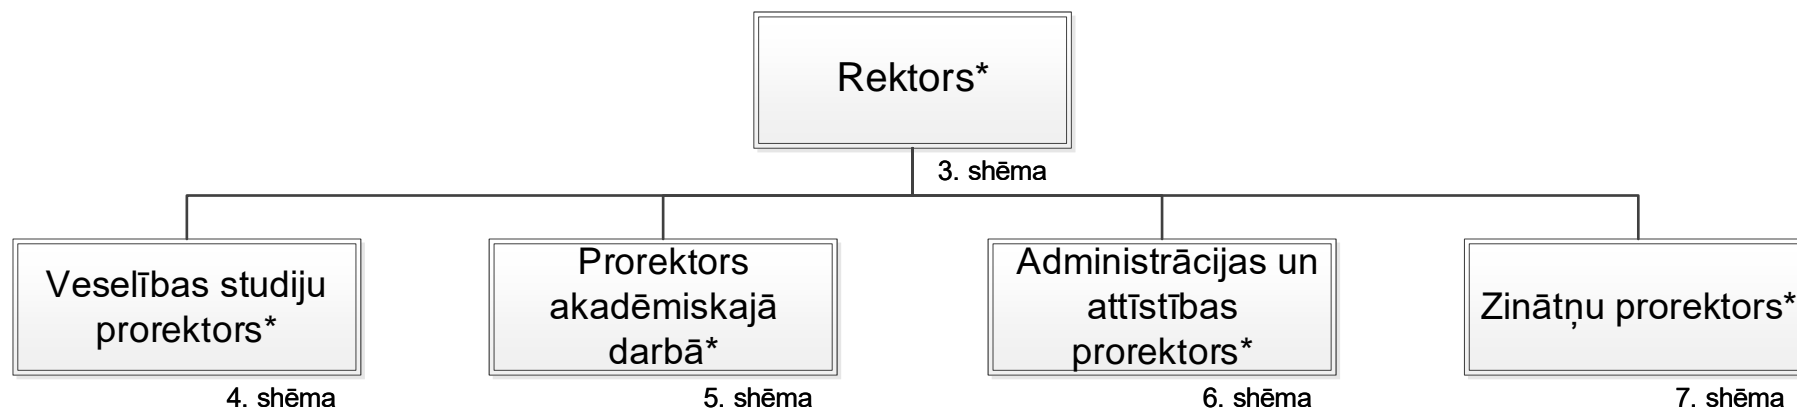 Rektors*
3. shēma
Veselības studiju
prorektors*
4. shēma
Prorektors
akadēmiskajā
darbā*
5. shēma
Administrācijas un
attīstības
prorektors*
6. shēma
Zinātņu prorektors*
7. shēma